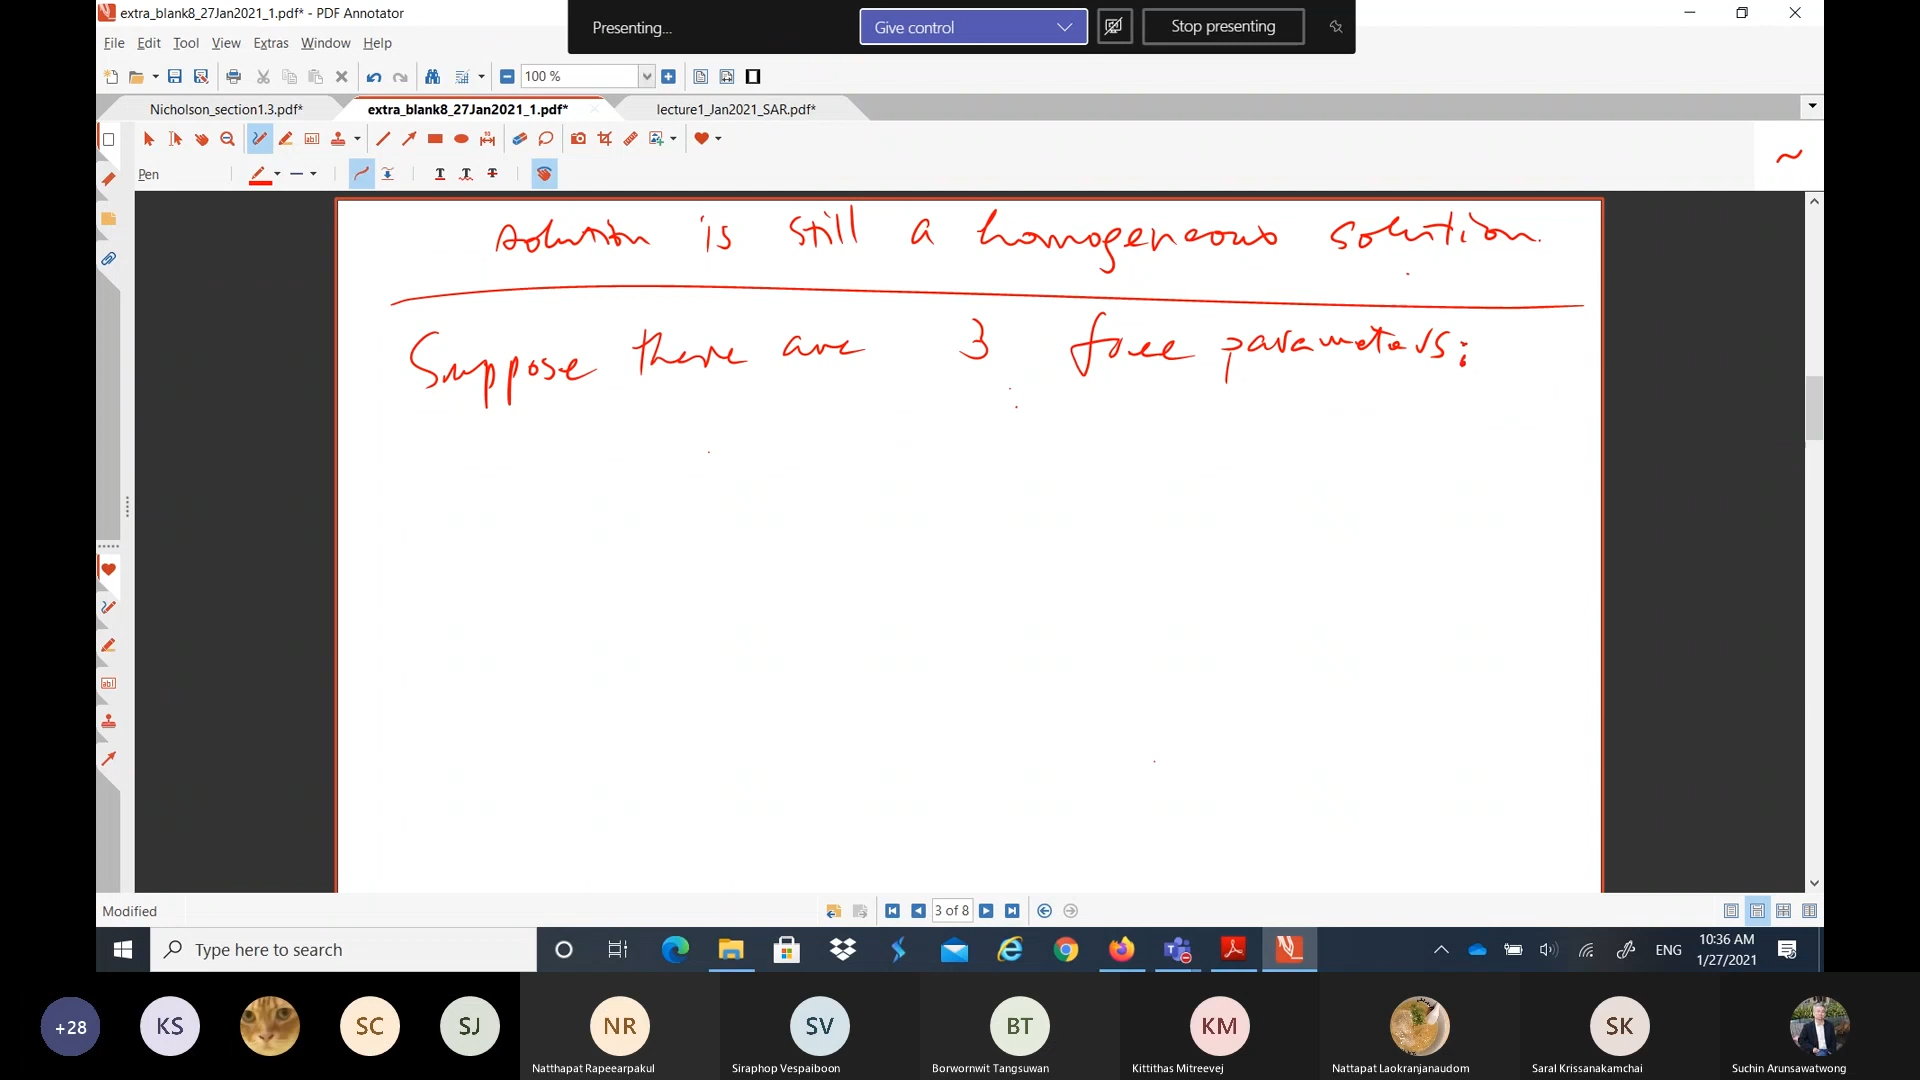 extra_blank8_27Jan2021_1.pdf* - PDF Annotator
Presenting...
Give control
Stop presenting
File Edit Tool View Extras Window Help
100 %
Nicholson_section1.3.pdf*
extra_blank8_27Jan2021_1.pdf*
lecture1_Jan2021_SAR.pdf*
Pen
solution is still a homogeneous solution.
Suppose there are 3 free parameters:
Modified
3 of 8
Type here to search
ENG
10:36 AM
1/27/2021
+28
KS
SC
SJ
NR
SV
BT
KM
SK
Natthapat Rapeearpakul
Siraphop Vespaiboon
Borwornwit Tangsuwan
Kittithas Mitreevej
Nattapat Laokranjanaudom
Saral Krissanakamchai
Suchin Arunsawatwong